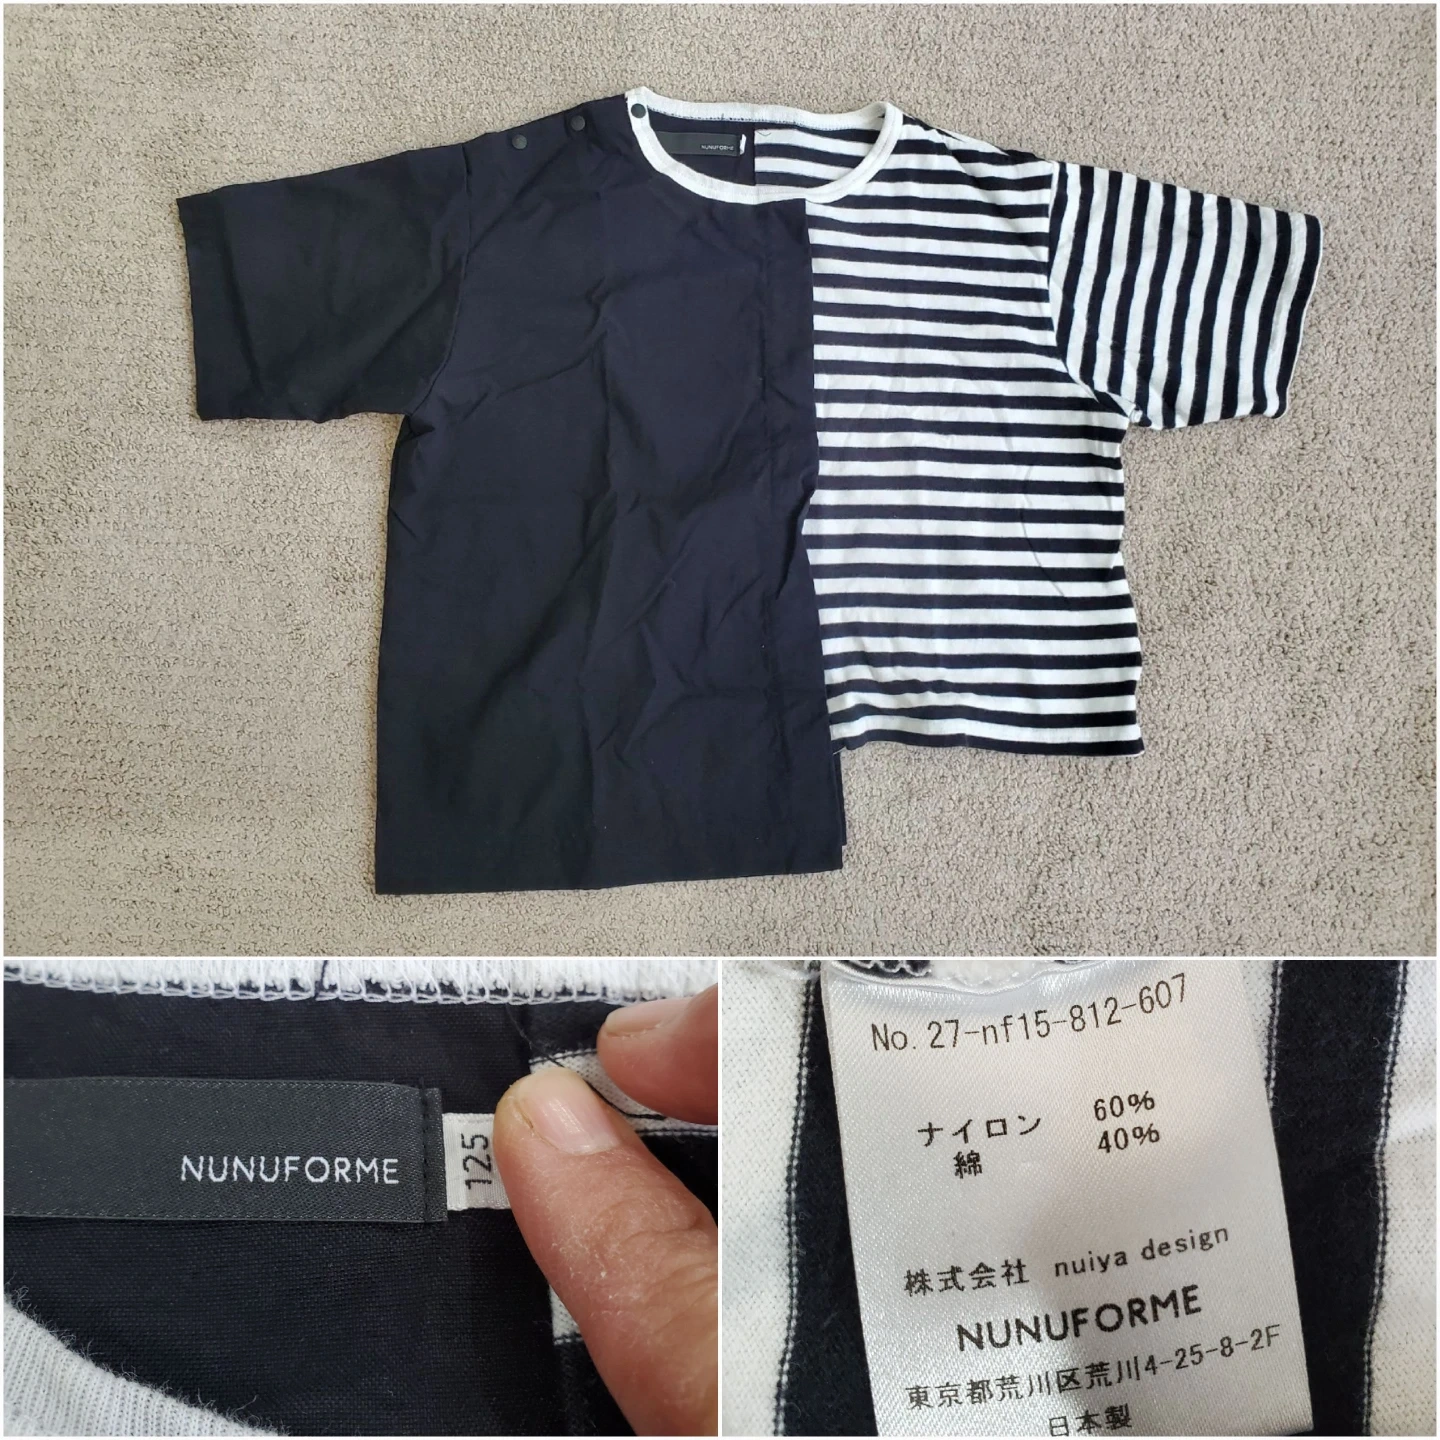 NUNUFORME
NUNUFORME
125
No. 27-nf15-812-607
ナイロン 60%
綿 40%
株式会社 nuiya design
NUNUFORME
東京都荒川区荒川4-25-8-2F
日本製